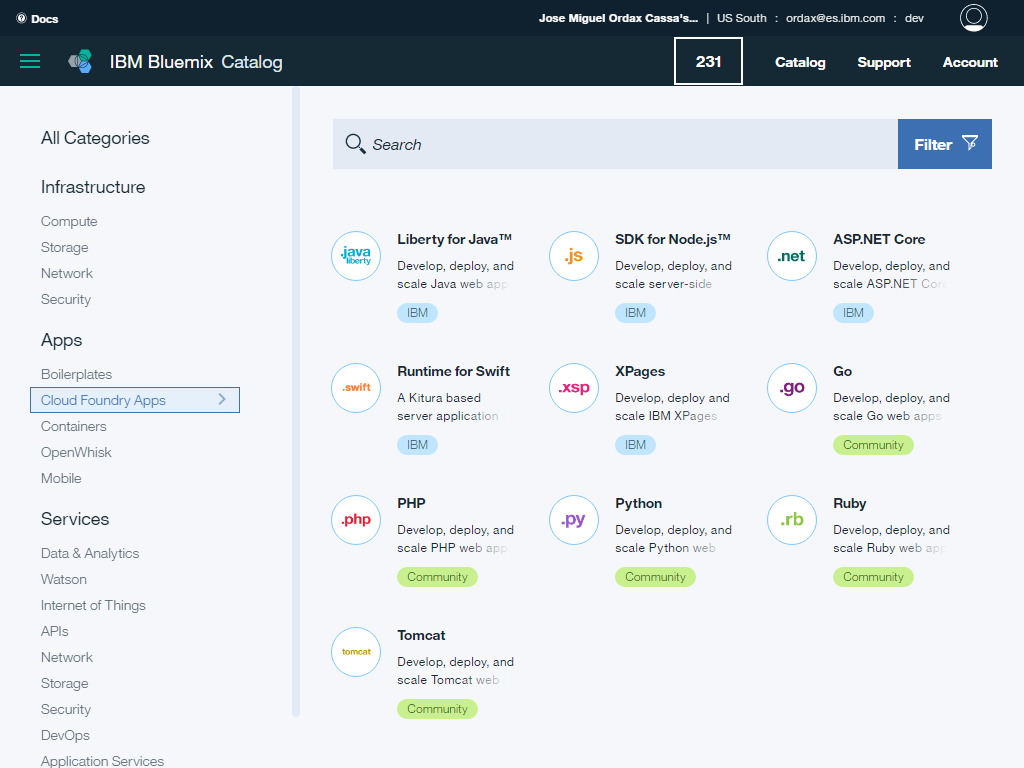 Docs
Jose Miguel Ordax Cassa's... | US South : ordax@es.ibm.com : dev
IBM Bluemix Catalog
231
Catalog
Support
Account
All Categories
Infrastructure
Compute
Storage
Network
Security
Apps
Boilerplates
Cloud Foundry Apps
Containers
OpenWhisk
Mobile
Services
Data & Analytics
Watson
Internet of Things
APIs
Network
Storage
Security
DevOps
Application Services
Search
Filter
.java
liberty
Liberty for Java™
Develop, deploy, and
scale Java web app
IBM
.js
SDK for Node.js™
Develop, deploy, and
scale server-side
IBM
.net
ASP.NET Core
Develop, deploy, and
scale ASP.NET Core
IBM
.swift
Runtime for Swift
A Kitura based
server application
IBM
.xsp
XPages
Develop, deploy and
scale IBM XPages
IBM
.go
Go
Develop, deploy, and
scale Go web apps
Community
.php
PHP
Develop, deploy, and
scale PHP web app
Community
.py
Python
Develop, deploy, and
scale Python web
Community
.rb
Ruby
Develop, deploy, and
scale Ruby web app
Community
tomcat
Tomcat
Develop, deploy, and
scale Tomcat web
Community